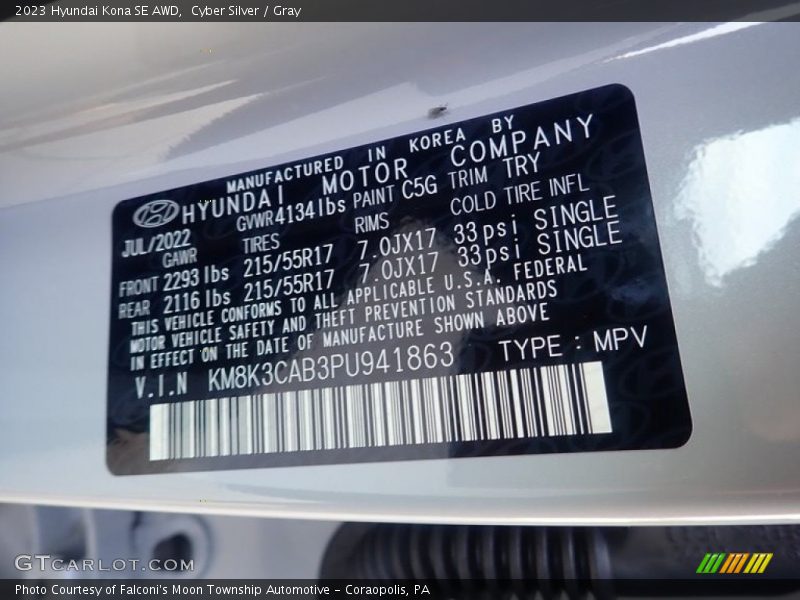 2023 Hyundai Kona SE AWD, Cyber Silver / Gray
MANUFACTURED IN KOREA BY
HYUNDAI MOTOR COMPANY
JUL/2022 GVWR 4134 lbs PAINT C5G TRIM TRY
GAWR TIRES RIMS COLD TIRE INFL
FRONT 2293 lbs 215/55R17 7.0JX17 33 psi SINGLE
REAR 2116 lbs 215/55R17 7.0JX17 33 psi SINGLE
THIS VEHICLE CONFORMS TO ALL APPLICABLE U.S.A. FEDERAL
MOTOR VEHICLE SAFETY AND THEFT PREVENTION STANDARDS
IN EFFECT ON THE DATE OF MANUFACTURE SHOWN ABOVE
V.I.N KM8K3CAB3PU941863 TYPE : MPV
GTCARLOT.COM
Photo Courtesy of Falconi's Moon Township Automotive - Coraopolis, PA